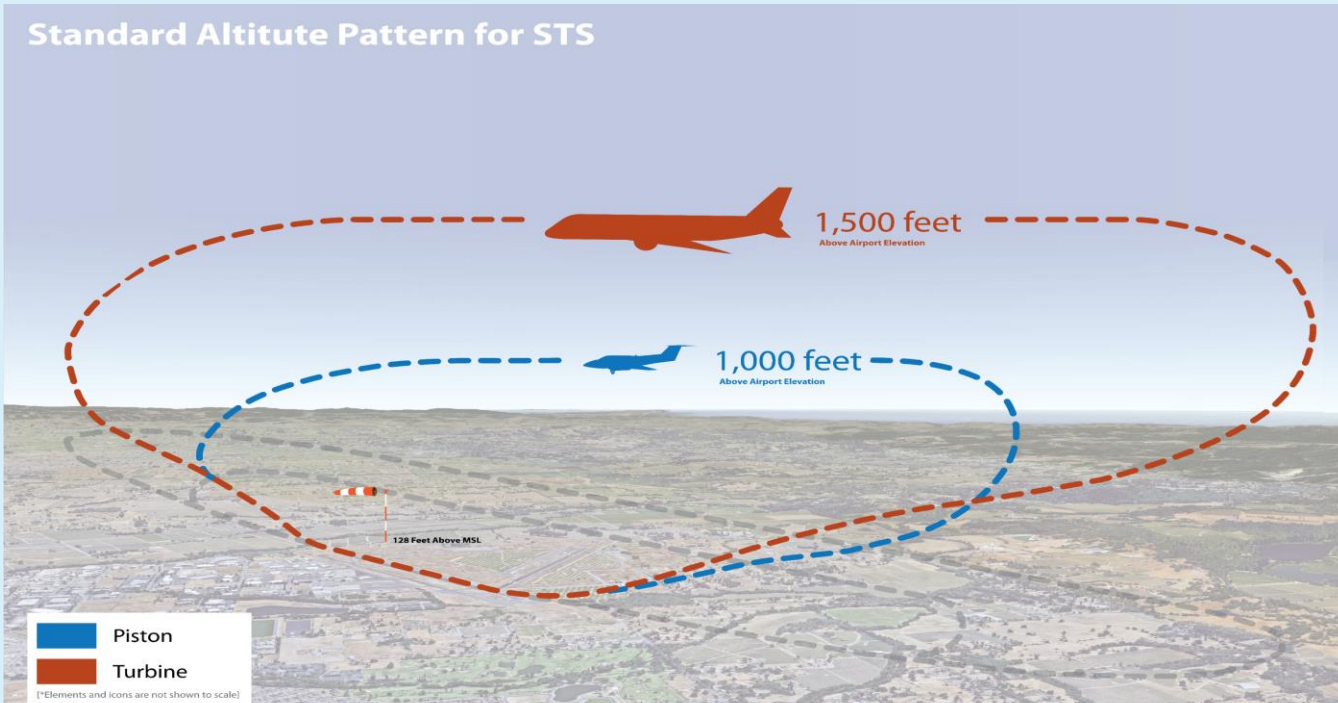 Standard Altitute Pattern for STS
1,500 feet
Above Airport Elevation
1,000 feet
Above Airport Elevation
128 Feet Above MSL
Piston
Turbine
[*Elements and icons are not shown to scale]